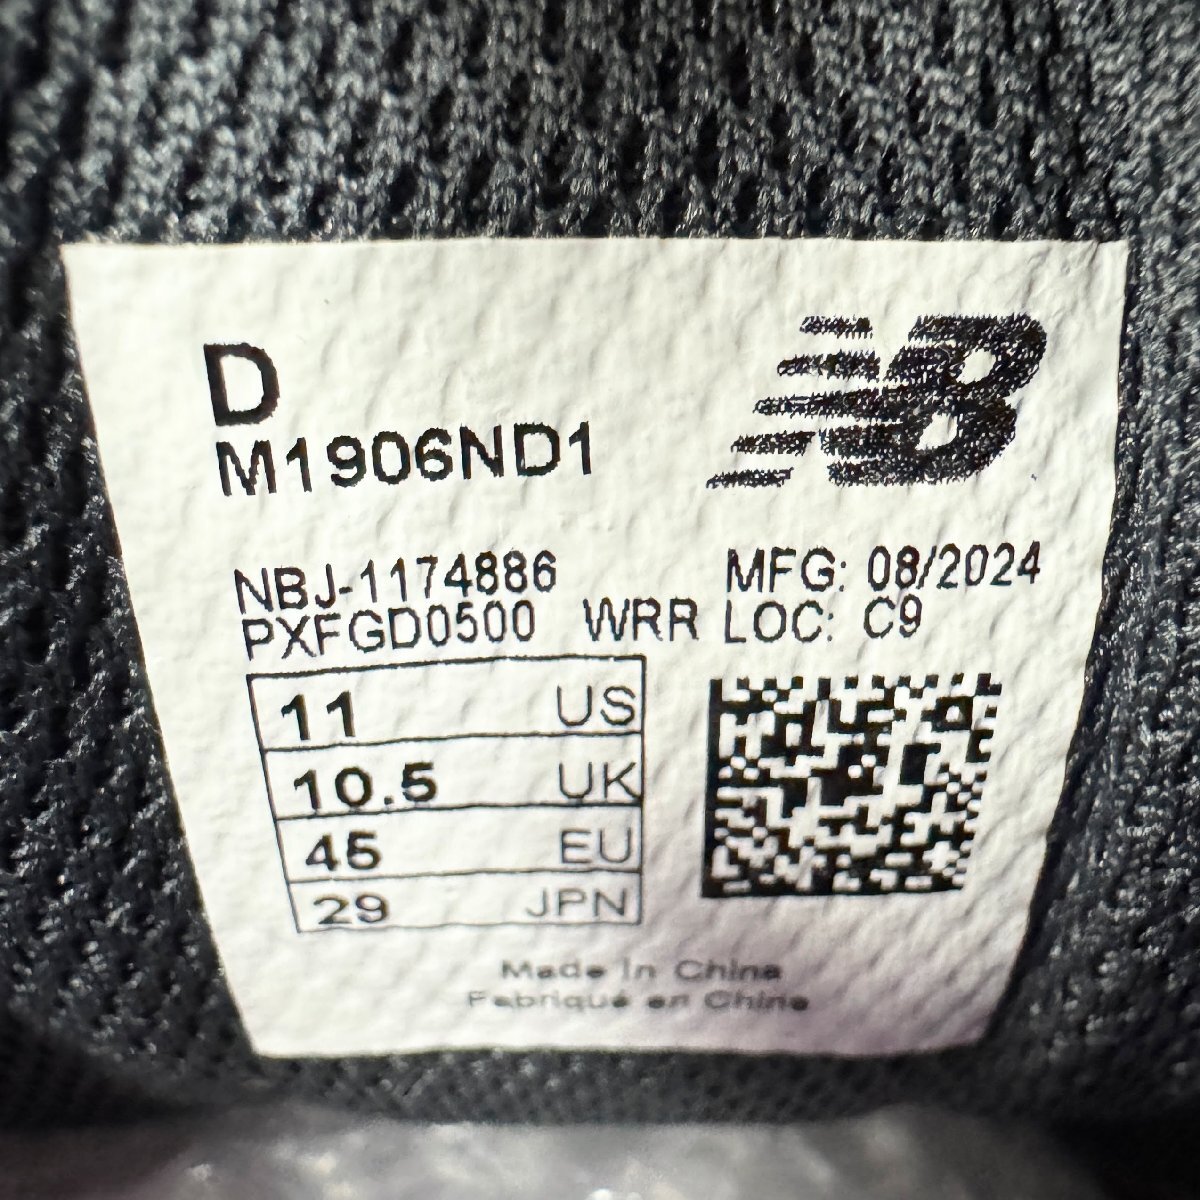 D
NB
M1906ND1
NBJ-1174886 MFG: 08/2024
PXFGD0500 WRR LOC: C9
11 US
10.5 UK
45 EU
29 JPN
Made in China
Fabriqué en Chine